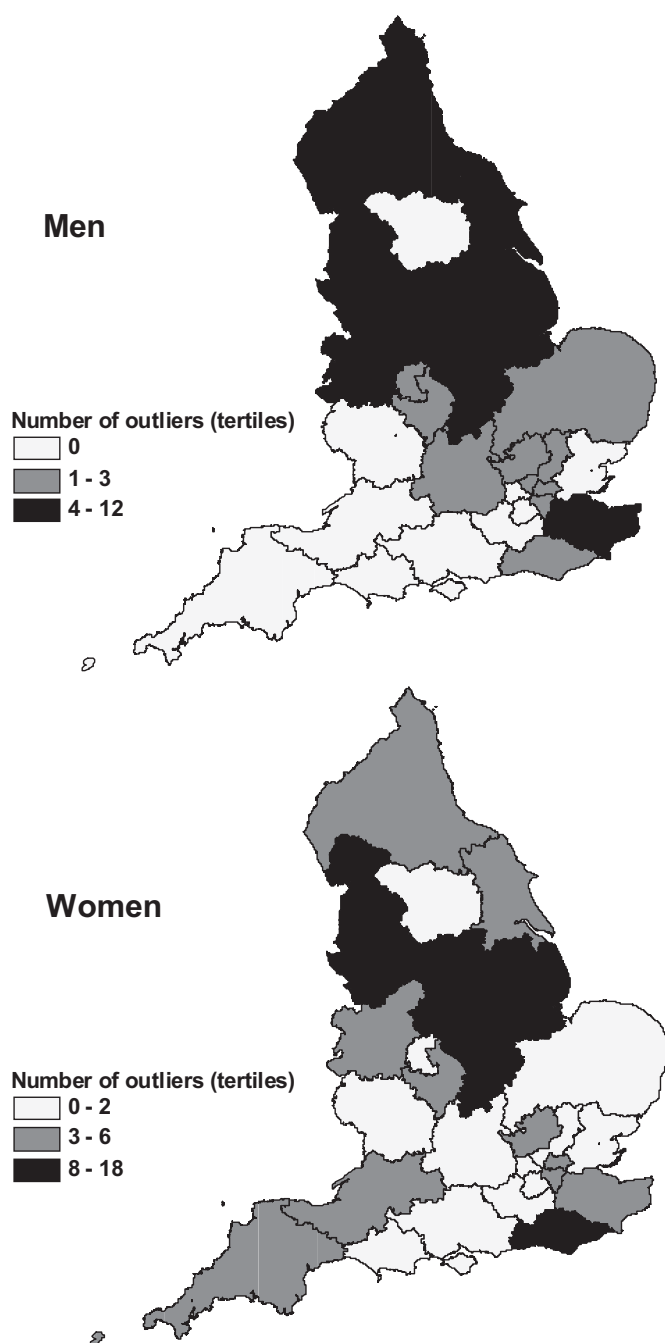 Men
Number of outliers (tertiles)
0
1 - 3
4 - 12
Women
Number of outliers (tertiles)
0 - 2
3 - 6
8 - 18